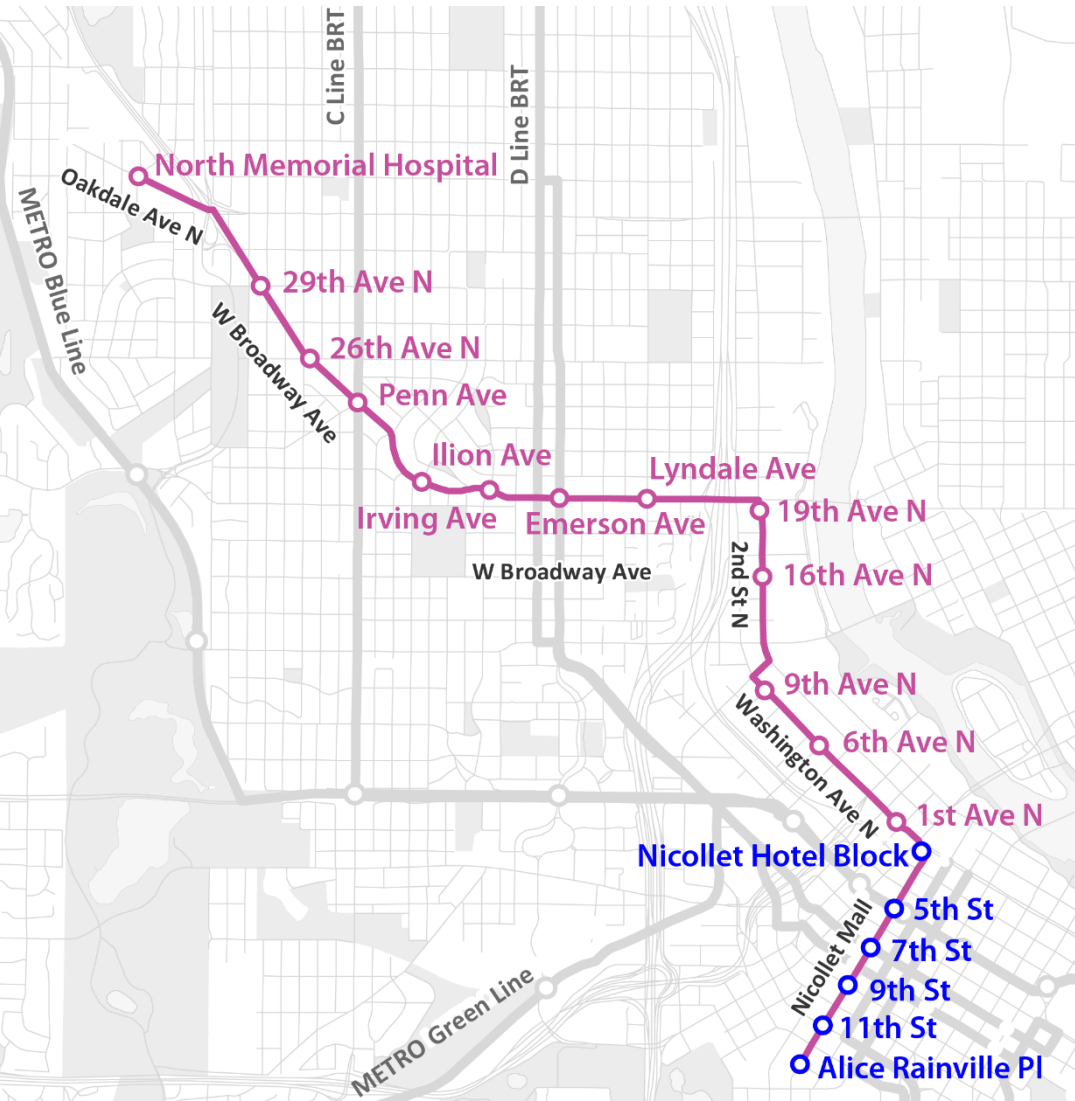 C Line BRT
D Line BRT
North Memorial Hospital
Oakdale Ave N
METRO Blue Line
29th Ave N
W Broadway Ave
26th Ave N
Penn Ave
Ilion Ave
Lyndale Ave
Irving Ave
Emerson Ave
19th Ave N
W Broadway Ave
2nd St N
16th Ave N
9th Ave N
Washington Ave N
6th Ave N
1st Ave N
Nicollet Hotel Block
5th St
Nicollet Mall
7th St
9th St
METRO Green Line
11th St
Alice Rainville Pl